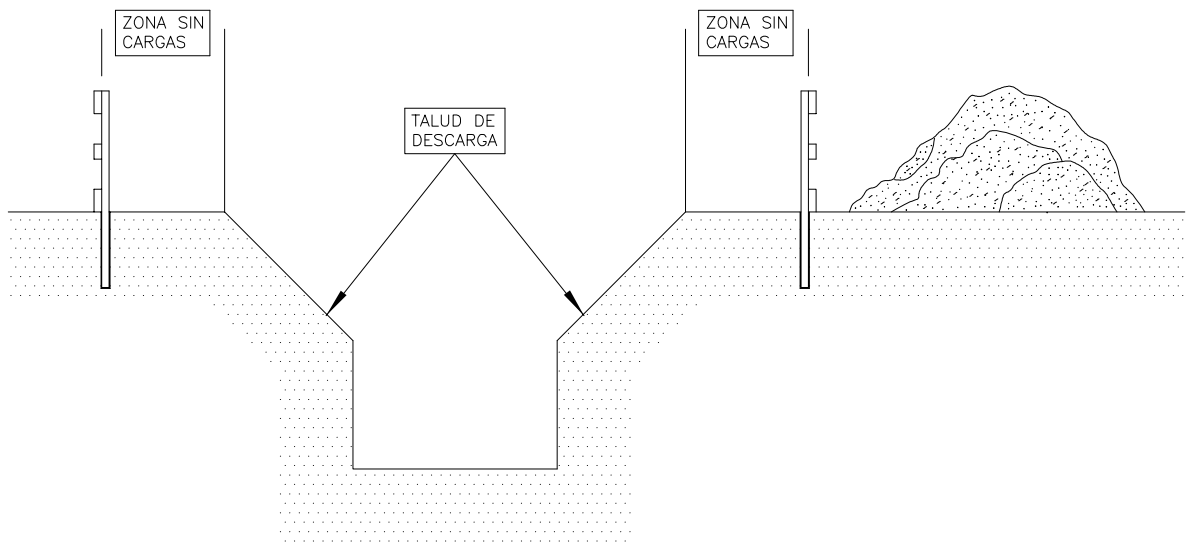 ZONA SIN
CARGAS
ZONA SIN
CARGAS
TALUD DE
DESCARGA